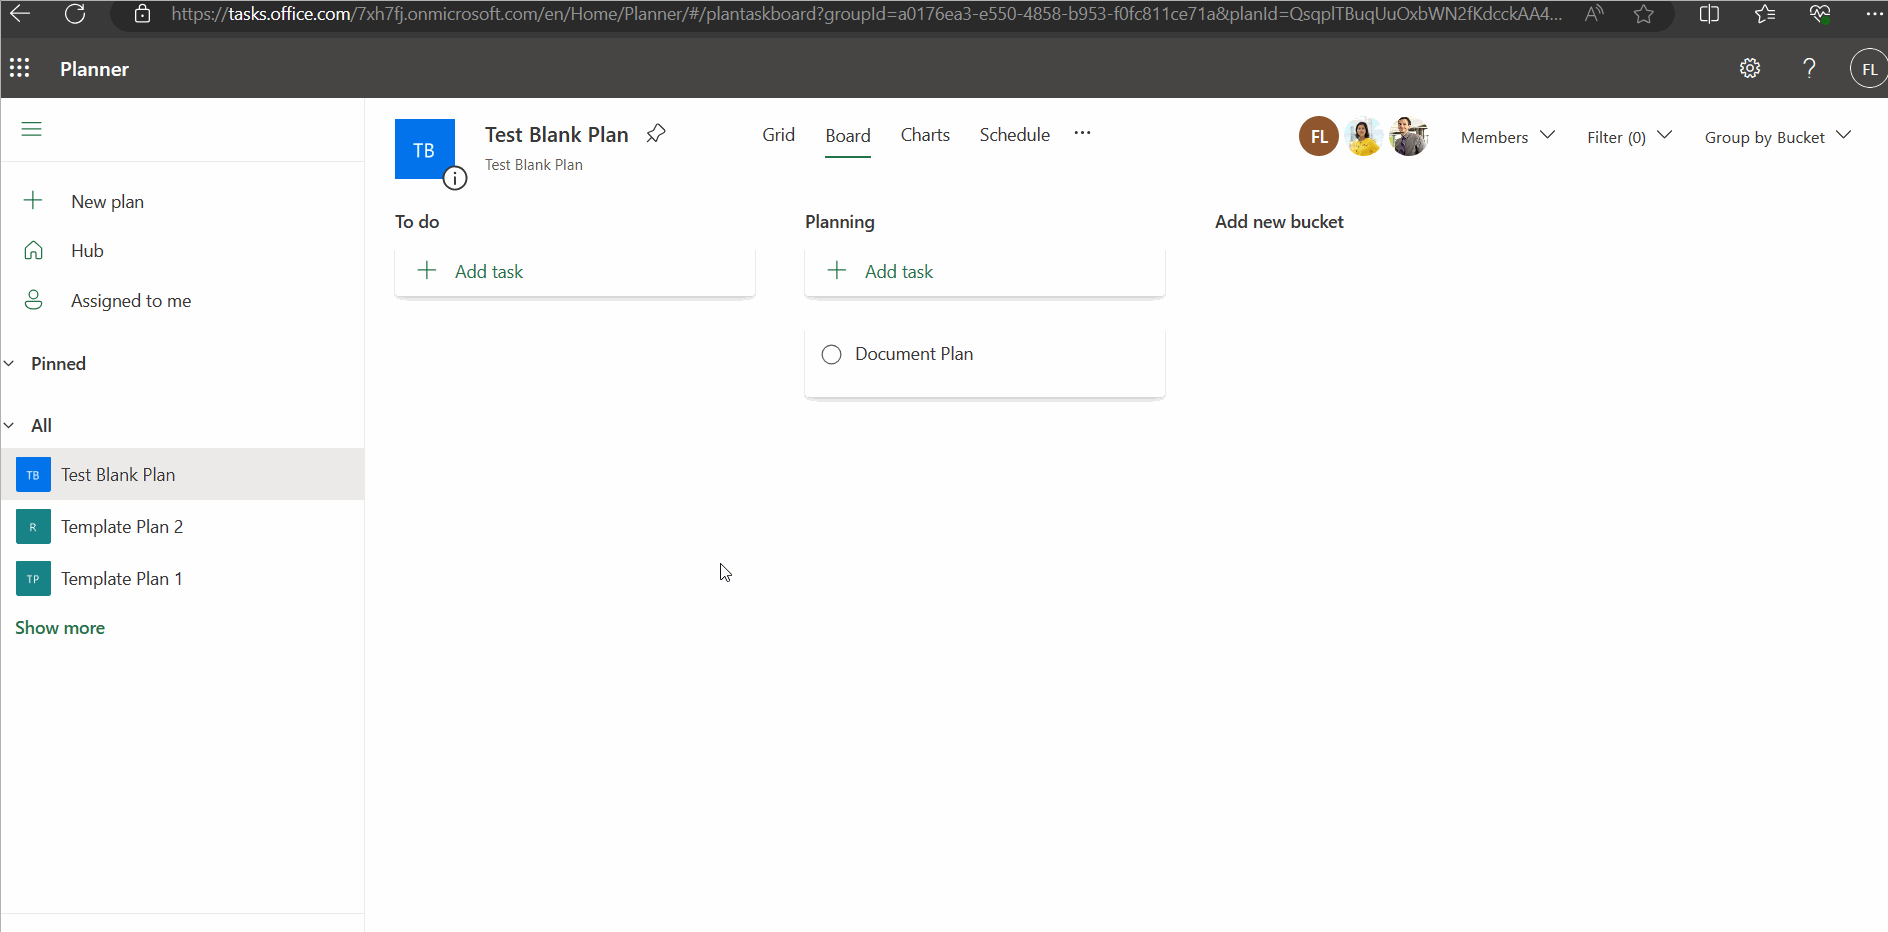 https://tasks.office.com/7xh7fj.onmicrosoft.com/en/Home/Planner/#/plantaskboard?groupId=a0176ea3-e550-4858-b953-f0fc811ce71a&planId=QsqplTBuqUuOxbWN2fKdcckAA4...
Planner
FL
TB
Test Blank Plan
Test Blank Plan
Grid
Board
Charts
Schedule
FL
Members
Filter (0)
Group by Bucket
New plan
Hub
Assigned to me
Pinned
All
TB Test Blank Plan
R Template Plan 2
TP Template Plan 1
Show more
To do
Add task
Planning
Add task
Document Plan
Add new bucket